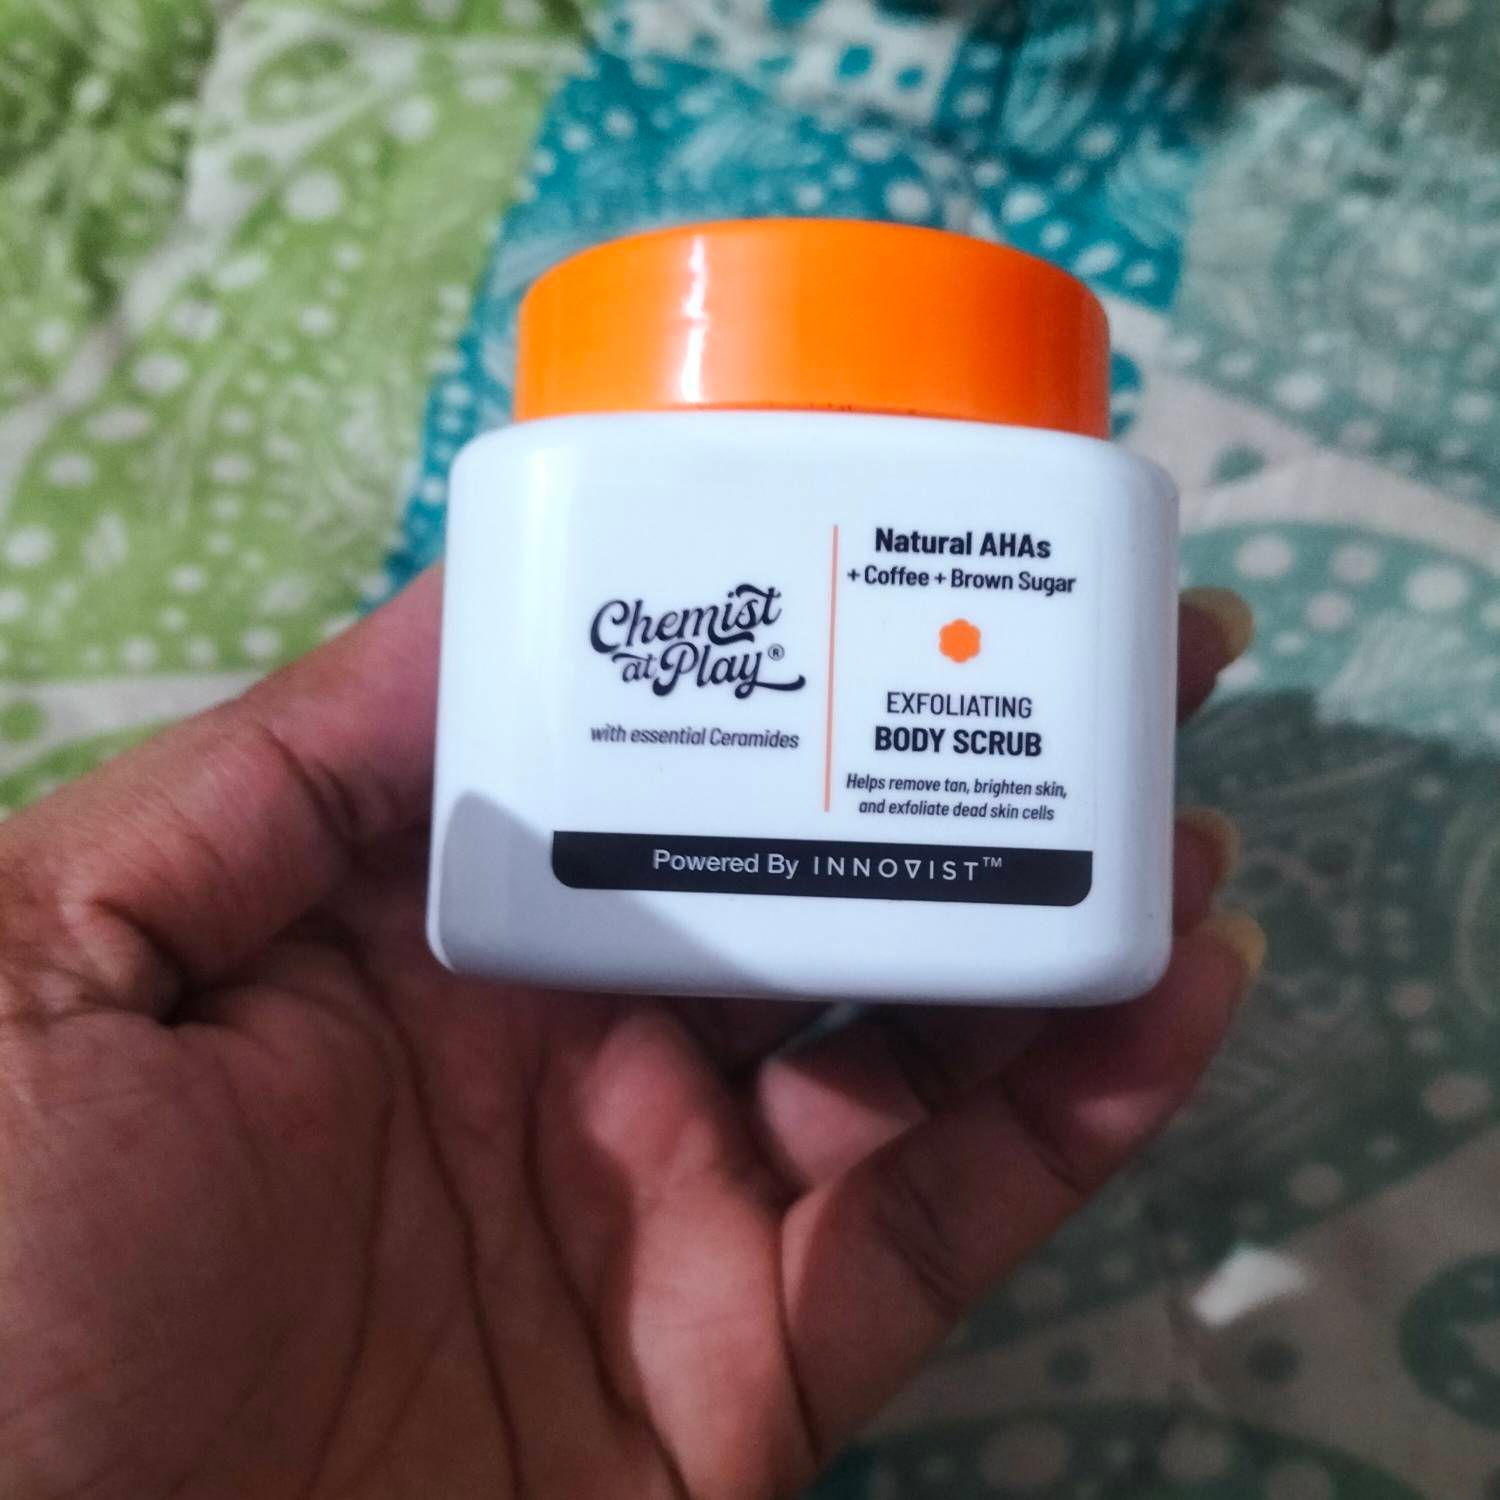 Chemist
at Play®
with essential Ceramides
Natural AHAs
+ Coffee + Brown Sugar
EXFOLIATING
BODY SCRUB
Helps remove tan, brighten skin,
and exfoliate dead skin cells
Powered By INNOVIST™